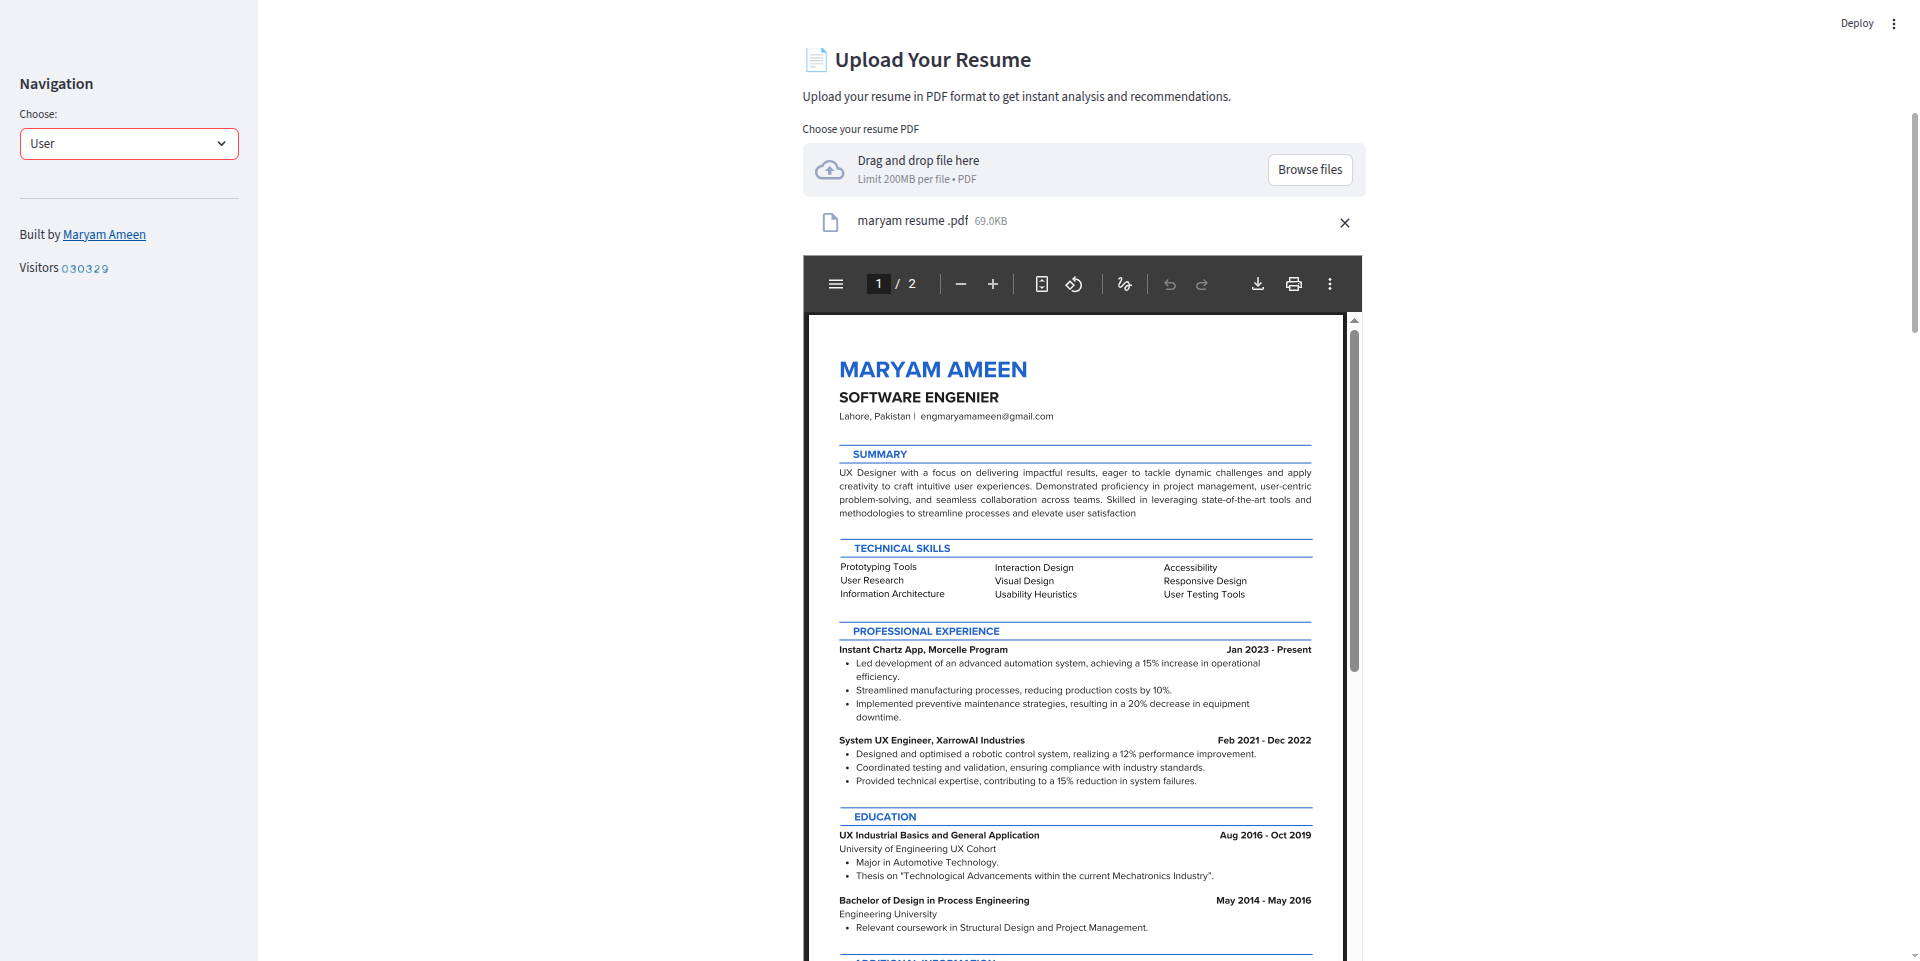 Deploy
Navigation
Choose:
User
Built by Maryam Ameen
Visitors 030329
Upload Your Resume
Upload your resume in PDF format to get instant analysis and recommendations.
Choose your resume PDF
Drag and drop file here
Limit 200MB per file • PDF
Browse files
maryam resume .pdf 69.0KB
1 / 2
MARYAM AMEEN
SOFTWARE ENGENIER
Lahore, Pakistan | engmaryamameen@gmail.com
SUMMARY
UX Designer with a focus on delivering impactful results, eager to tackle dynamic challenges and apply
creativity to craft intuitive user experiences. Demonstrated proficiency in project management, user-centric
problem-solving, and seamless collaboration across teams. Skilled in leveraging state-of-the-art tools and
methodologies to streamline processes and elevate user satisfaction
TECHNICAL SKILLS
Prototyping Tools Interaction Design Accessibility
User Research Visual Design Responsive Design
Information Architecture Usability Heuristics User Testing Tools
PROFESSIONAL EXPERIENCE
Instant Chartz App, Morcelle Program Jan 2023 - Present
• Led development of an advanced automation system, achieving a 15% increase in operational
efficiency.
• Streamlined manufacturing processes, reducing production costs by 10%.
• Implemented preventive maintenance strategies, resulting in a 20% decrease in equipment
downtime.
System UX Engineer, XarrowAI Industries Feb 2021 - Dec 2022
• Designed and optimised a robotic control system, realizing a 12% performance improvement.
• Coordinated testing and validation, ensuring compliance with industry standards.
• Provided technical expertise, contributing to a 15% reduction in system failures.
EDUCATION
UX Industrial Basics and General Application Aug 2016 - Oct 2019
University of Engineering UX Cohort
• Major in Automotive Technology.
• Thesis on "Technological Advancements within the current Mechatronics Industry".
Bachelor of Design in Process Engineering May 2014 - May 2016
Engineering University
• Relevant coursework in Structural Design and Project Management.